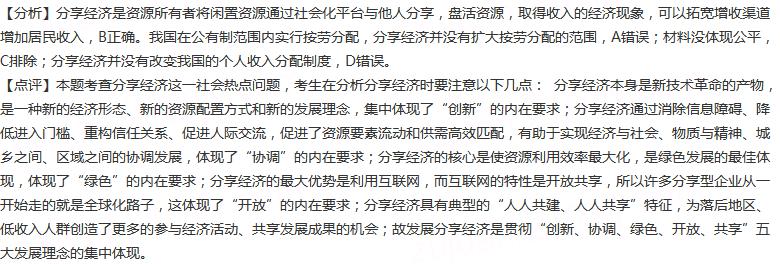 【分析】分享经济是资源所有者将闲置资源通过社会化平台与他人分享，盘活资源，取得收入的经济现象，可以拓宽增收渠道
增加居民收入，B正确。我国在公有制范围内实行按劳分配，分享经济并没有扩大按劳分配的范围，A错误；材料没体现公平，
C排除；分享经济并没有改变我国的个人收入分配制度，D错误。
【点评】本题考查分享经济这一社会热点问题，考生在分析分享经济时要注意以下几点： 分享经济本身是新技术革命的产物，
是一种新的经济形态、新的资源配置方式和新的发展理念，集中体现了“创新”的内在要求；分享经济通过消除信息障碍、降
低进入门槛、重构信任关系、促进人际交流，促进了资源要素流动和供需高效匹配，有助于实现经济与社会、物质与精神、城
乡之间、区域之间的协调发展，体现了“协调”的内在要求；分享经济的核心是使资源利用效率最大化，是绿色发展的最佳体
现，体现了“绿色”的内在要求；分享经济的最大优势是利用互联网，而互联网的特性是开放共享，所以许多分享型企业从一
开始走的就是全球化路子，这体现了“开放”的内在要求；分享经济具有典型的“人人共建、人人共享”特征，为落后地区、
低收入人群创造了更多的参与经济活动、共享发展成果的机会；故发展分享经济是贯彻“创新、协调、绿色、开放、共享”五
大发展理念的集中体现。